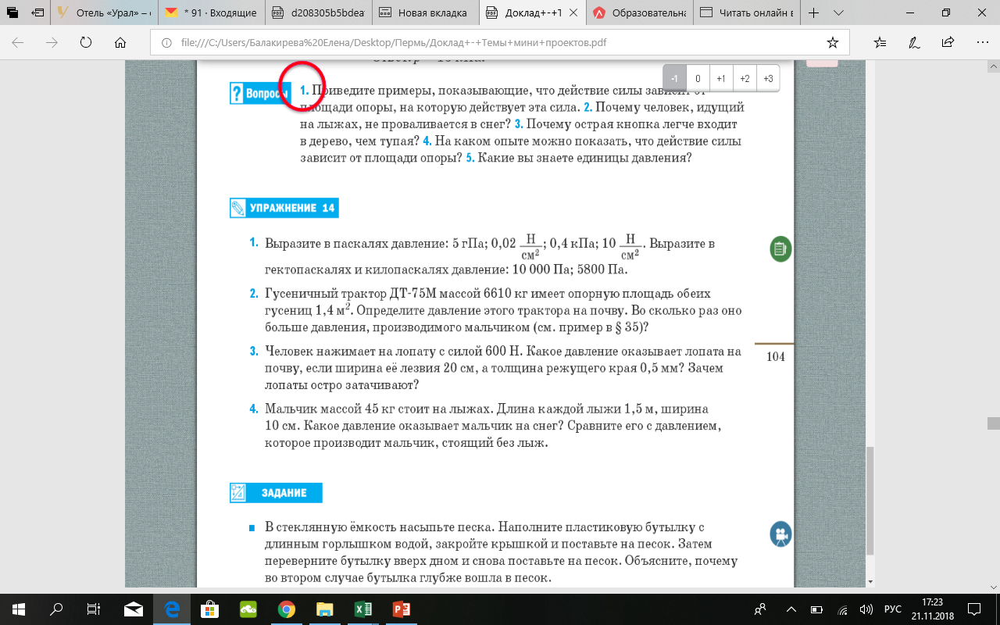 Отель «Урал» –
* 91 - Входящие
d208305b5bdea
Новая вкладка
Доклад+-+1
Образовательна
Читать онлайн «в
file:///C:/Users/Балакирева%20Елена/Desktop/Пермь/Доклад+-+Темы+мини+проектов.pdf
-1 0 +1 +2 +3
Вопросы
1. Приведите примеры, показывающие, что действие силы зависит от
площади опоры, на которую действует эта сила. 2. Почему человек, идущий
на лыжах, не проваливается в снег? 3. Почему острая кнопка легче входит
в дерево, чем тупая? 4. На каком опыте можно показать, что действие силы
зависит от площади опоры? 5. Какие вы знаете единицы давления?
УПРАЖНЕНИЕ 14
1. Выразите в паскалях давление: 5 гПа; 0,02 Н/см²; 0,4 кПа; 10 Н/см². Выразите в
гектопаскалях и килопаскалях давление: 10 000 Па; 5800 Па.
2. Гусеничный трактор ДТ-75М массой 6610 кг имеет опорную площадь обеих
гусениц 1,4 м². Определите давление этого трактора на почву. Во сколько раз оно
больше давления, производимого мальчиком (см. пример в § 35)?
3. Человек нажимает на лопату с силой 600 Н. Какое давление оказывает лопата на
почву, если ширина её лезвия 20 см, а толщина режущего края 0,5 мм? Зачем
лопаты остро затачивают?
104
4. Мальчик массой 45 кг стоит на лыжах. Длина каждой лыжи 1,5 м, ширина
10 см. Какое давление оказывает мальчик на снег? Сравните его с давлением,
которое производит мальчик, стоящий без лыж.
ЗАДАНИЕ
В стеклянную ёмкость насыпьте песка. Наполните пластиковую бутылку с
длинным горлышком водой, закройте крышкой и поставьте на песок. Затем
переверните бутылку вверх дном и снова поставьте на песок. Объясните, почему
во втором случае бутылка глубже вошла в песок.
РУС
17:23
21.11.2018